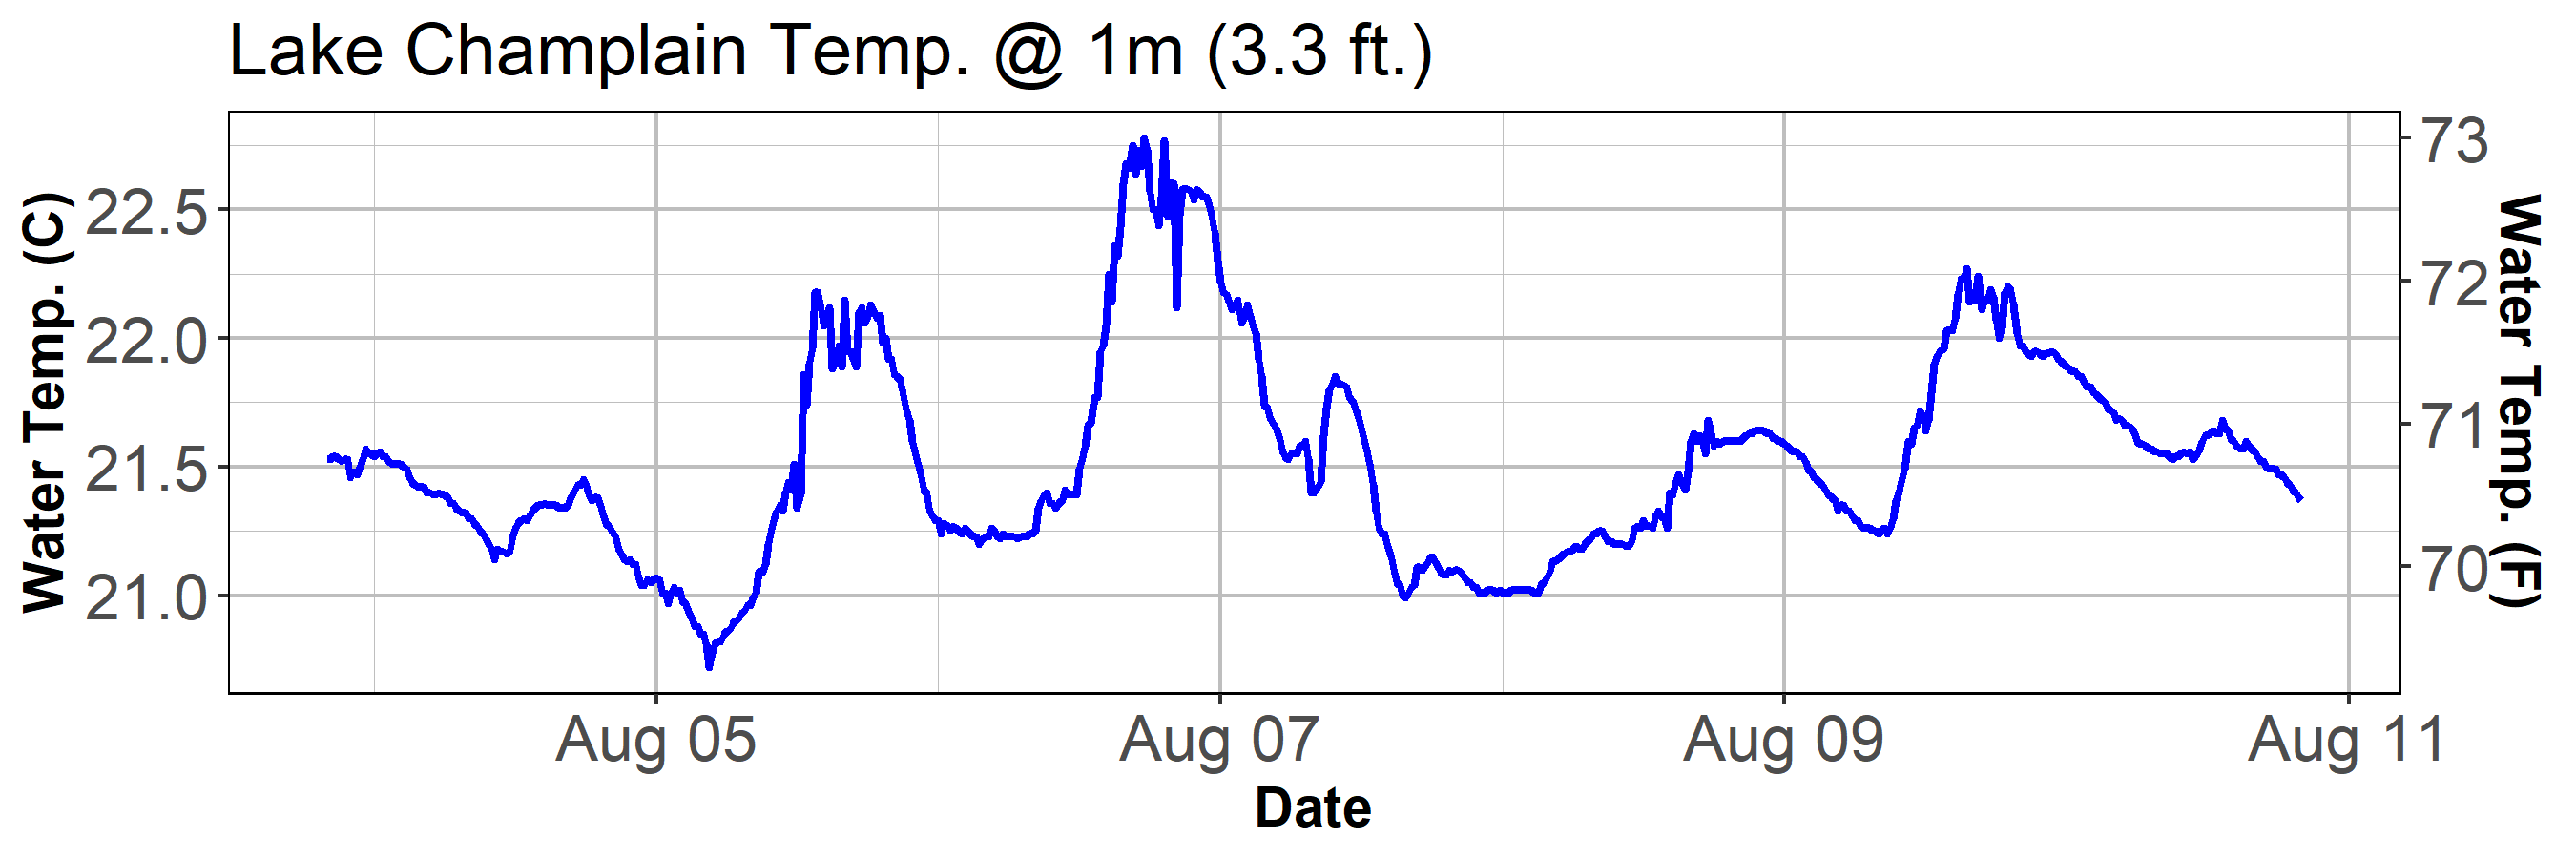 Lake Champlain Temp. @ 1m (3.3 ft.)
Water Temp. (C)
22.5
22.0
21.5
21.0
73
72
71
70
Water Temp. (F)
Aug 05
Aug 07
Aug 09
Aug 11
Date